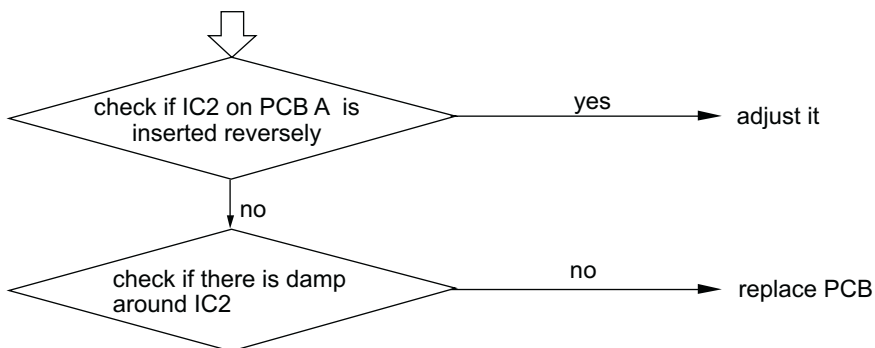 check if IC2 on PCB A is
inserted reversely
yes
adjust it
no
check if there is damp
around IC2
no
replace PCB